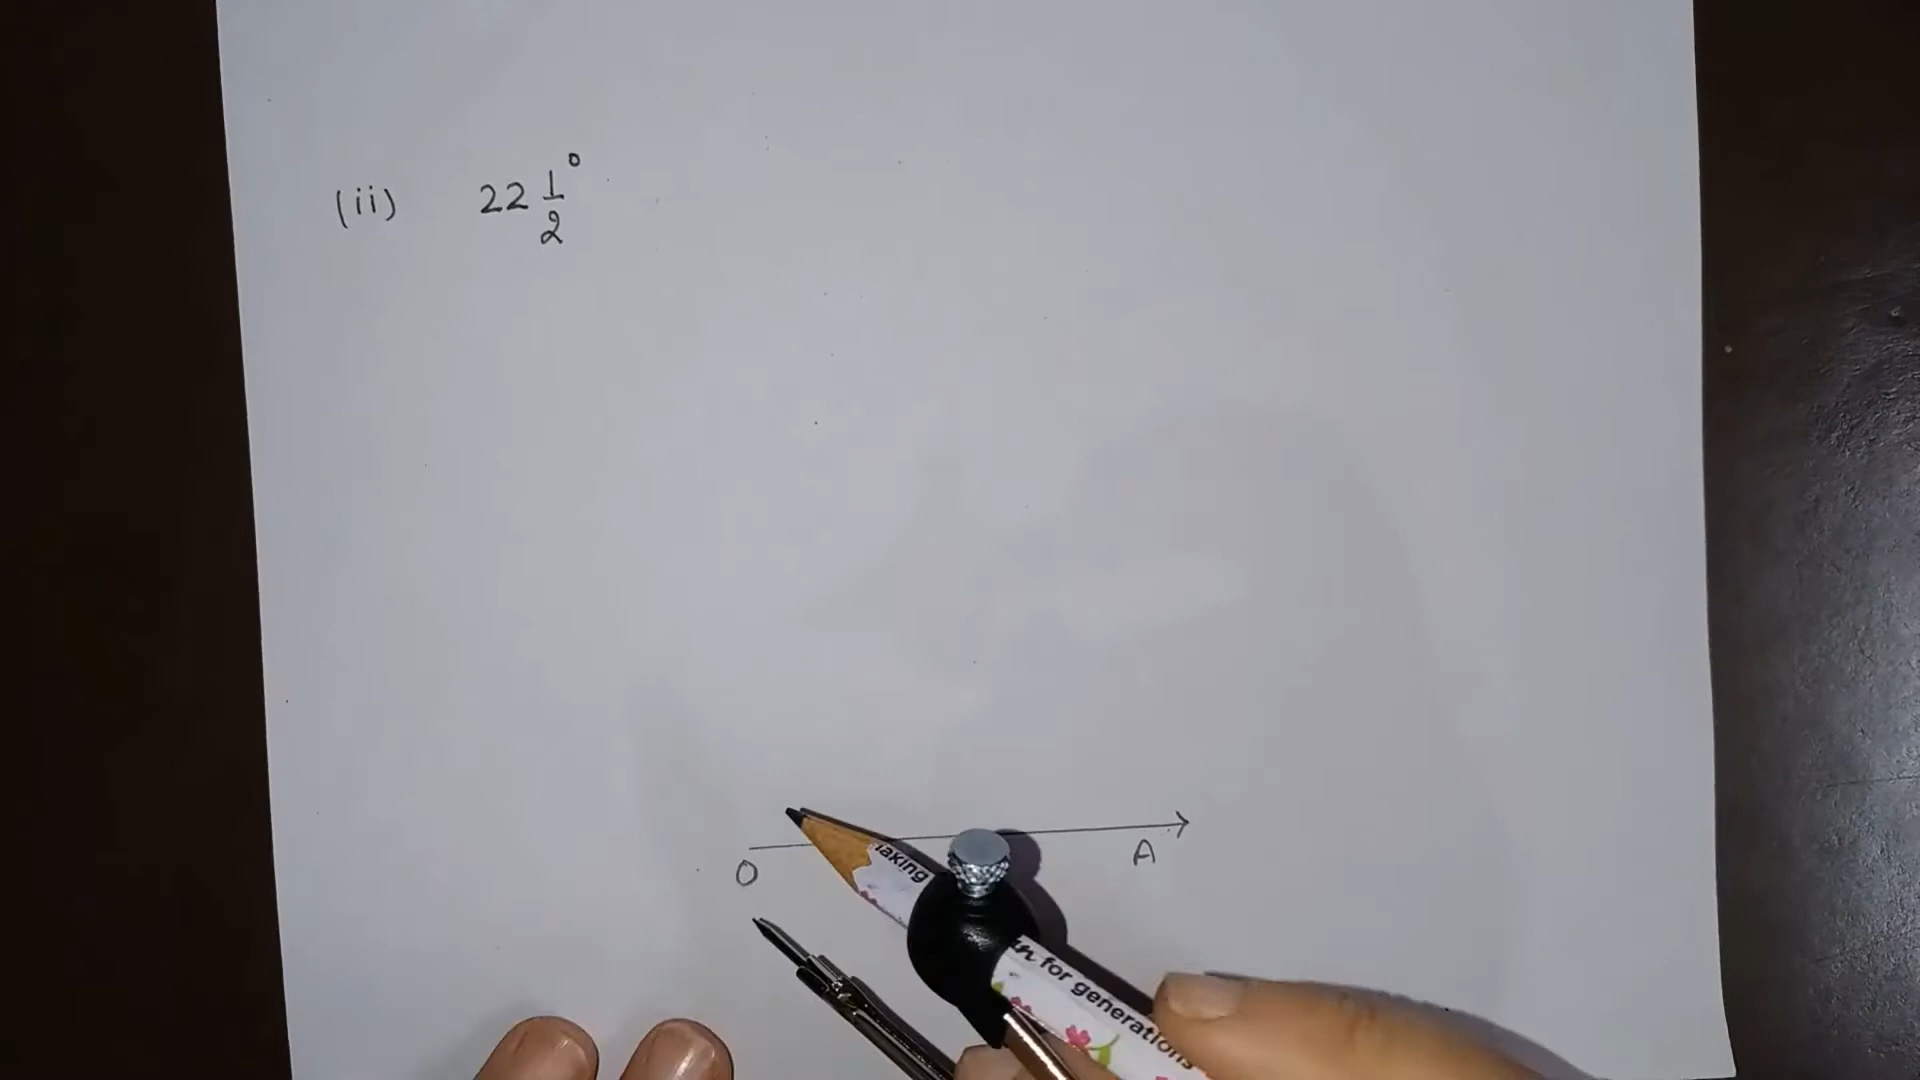 (ii) 22 1/2°
O A
for generations